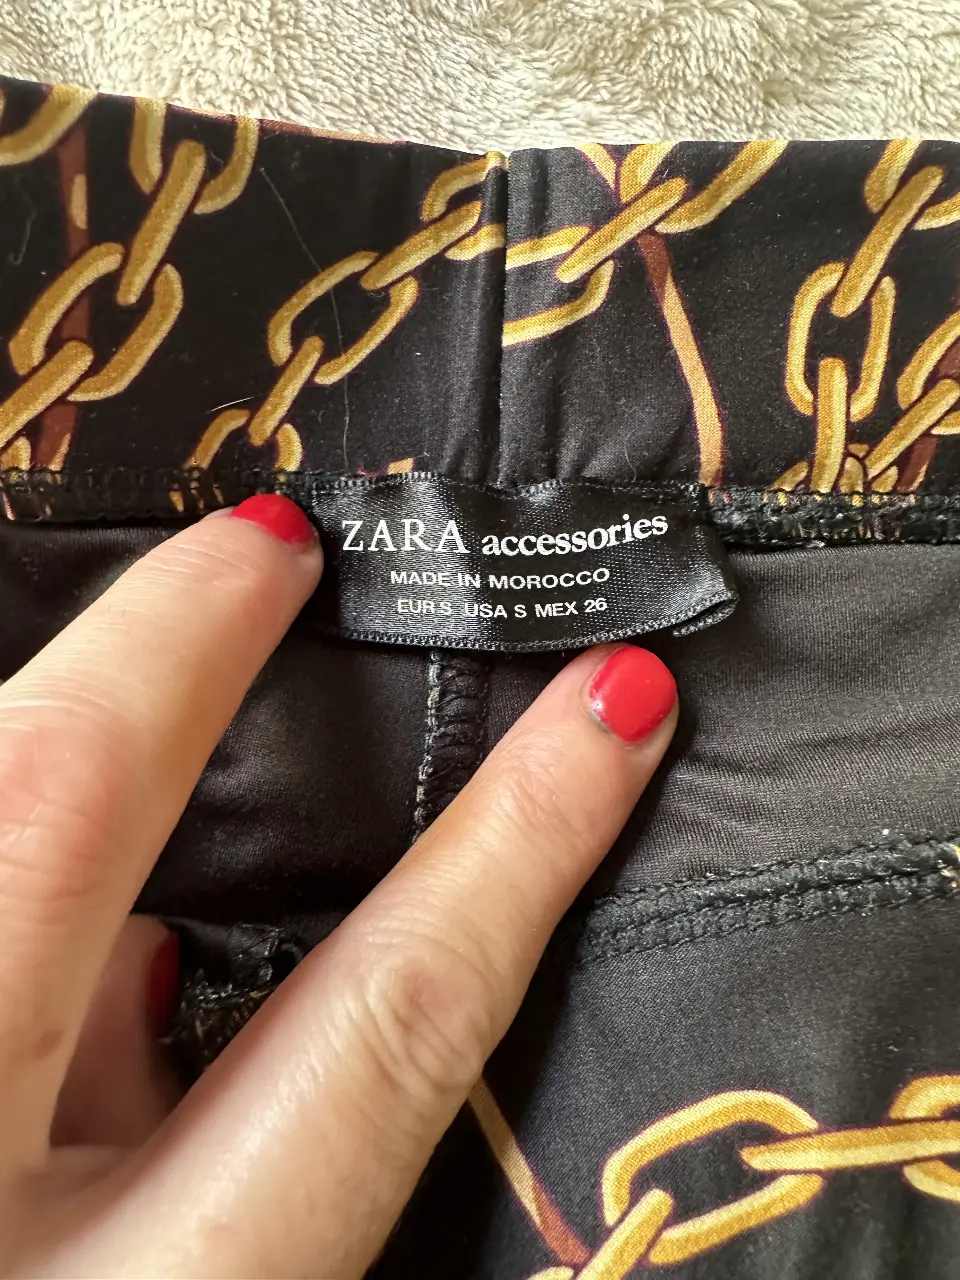 ZARA accessories
MADE IN MOROCCO
EUR S USA S MEX 26